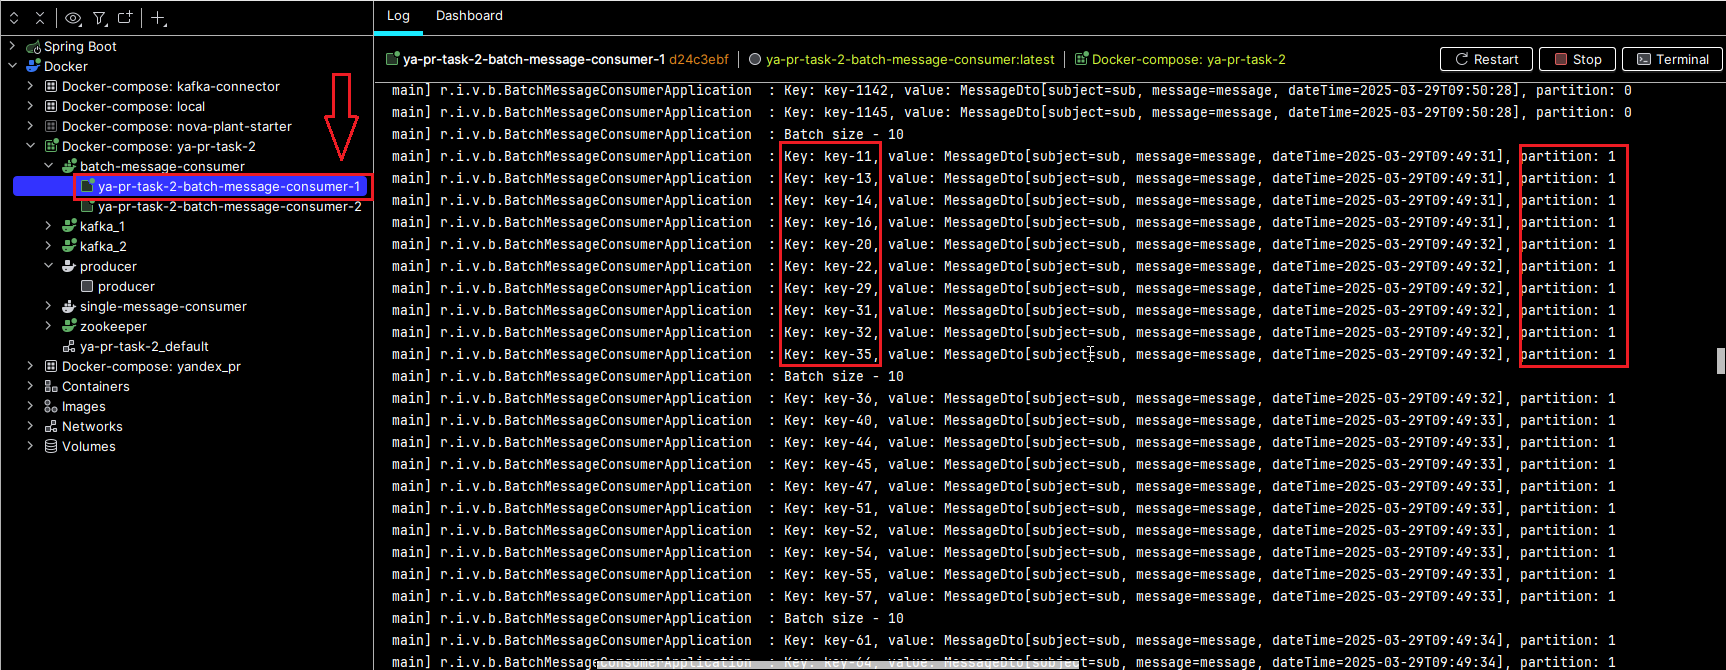 Log Dashboard
Spring Boot
Docker
Docker-compose: kafka-connector
Docker-compose: local
Docker-compose: nova-plant-starter
Docker-compose: ya-pr-task-2
batch-message-consumer
ya-pr-task-2-batch-message-consumer-1
ya-pr-task-2-batch-message-consumer-2
kafka_1
kafka_2
producer
producer
single-message-consumer
zookeeper
ya-pr-task-2_default
Docker-compose: yandex_pr
Containers
Images
Networks
Volumes
ya-pr-task-2-batch-message-consumer-1 d24c3ebf ya-pr-task-2-batch-message-consumer:latest Docker-compose: ya-pr-task-2 Restart Stop Terminal
main] r.i.v.b.BatchMessageConsumerApplication : Key: key-1142, value: MessageDto[subject=sub, message=message, dateTime=2025-03-29T09:50:28], partition: 0
main] r.i.v.b.BatchMessageConsumerApplication : Key: key-1145, value: MessageDto[subject=sub, message=message, dateTime=2025-03-29T09:50:28], partition: 0
main] r.i.v.b.BatchMessageConsumerApplication : Batch size - 10
main] r.i.v.b.BatchMessageConsumerApplication : Key: key-11, value: MessageDto[subject=sub, message=message, dateTime=2025-03-29T09:49:31], partition: 1
main] r.i.v.b.BatchMessageConsumerApplication : Key: key-13, value: MessageDto[subject=sub, message=message, dateTime=2025-03-29T09:49:31], partition: 1
main] r.i.v.b.BatchMessageConsumerApplication : Key: key-14, value: MessageDto[subject=sub, message=message, dateTime=2025-03-29T09:49:31], partition: 1
main] r.i.v.b.BatchMessageConsumerApplication : Key: key-16, value: MessageDto[subject=sub, message=message, dateTime=2025-03-29T09:49:31], partition: 1
main] r.i.v.b.BatchMessageConsumerApplication : Key: key-20, value: MessageDto[subject=sub, message=message, dateTime=2025-03-29T09:49:32], partition: 1
main] r.i.v.b.BatchMessageConsumerApplication : Key: key-22, value: MessageDto[subject=sub, message=message, dateTime=2025-03-29T09:49:32], partition: 1
main] r.i.v.b.BatchMessageConsumerApplication : Key: key-29, value: MessageDto[subject=sub, message=message, dateTime=2025-03-29T09:49:32], partition: 1
main] r.i.v.b.BatchMessageConsumerApplication : Key: key-31, value: MessageDto[subject=sub, message=message, dateTime=2025-03-29T09:49:32], partition: 1
main] r.i.v.b.BatchMessageConsumerApplication : Key: key-32, value: MessageDto[subject=sub, message=message, dateTime=2025-03-29T09:49:32], partition: 1
main] r.i.v.b.BatchMessageConsumerApplication : Key: key-35, value: MessageDto[subject=sub, message=message, dateTime=2025-03-29T09:49:32], partition: 1
main] r.i.v.b.BatchMessageConsumerApplication : Batch size - 10
main] r.i.v.b.BatchMessageConsumerApplication : Key: key-36, value: MessageDto[subject=sub, message=message, dateTime=2025-03-29T09:49:32], partition: 1
main] r.i.v.b.BatchMessageConsumerApplication : Key: key-40, value: MessageDto[subject=sub, message=message, dateTime=2025-03-29T09:49:33], partition: 1
main] r.i.v.b.BatchMessageConsumerApplication : Key: key-44, value: MessageDto[subject=sub, message=message, dateTime=2025-03-29T09:49:33], partition: 1
main] r.i.v.b.BatchMessageConsumerApplication : Key: key-45, value: MessageDto[subject=sub, message=message, dateTime=2025-03-29T09:49:33], partition: 1
main] r.i.v.b.BatchMessageConsumerApplication : Key: key-47, value: MessageDto[subject=sub, message=message, dateTime=2025-03-29T09:49:33], partition: 1
main] r.i.v.b.BatchMessageConsumerApplication : Key: key-51, value: MessageDto[subject=sub, message=message, dateTime=2025-03-29T09:49:33], partition: 1
main] r.i.v.b.BatchMessageConsumerApplication : Key: key-52, value: MessageDto[subject=sub, message=message, dateTime=2025-03-29T09:49:33], partition: 1
main] r.i.v.b.BatchMessageConsumerApplication : Key: key-54, value: MessageDto[subject=sub, message=message, dateTime=2025-03-29T09:49:33], partition: 1
main] r.i.v.b.BatchMessageConsumerApplication : Key: key-55, value: MessageDto[subject=sub, message=message, dateTime=2025-03-29T09:49:33], partition: 1
main] r.i.v.b.BatchMessageConsumerApplication : Key: key-57, value: MessageDto[subject=sub, message=message, dateTime=2025-03-29T09:49:33], partition: 1
main] r.i.v.b.BatchMessageConsumerApplication : Batch size - 10
main] r.i.v.b.BatchMessageConsumerApplication : Key: key-61, value: MessageDto[subject=sub, message=message, dateTime=2025-03-29T09:49:34], partition: 1
main] r.i.v.b.BatchMessageConsumerApplication : Key: key-64, value: MessageDto[subject=sub, message=message, dateTime=2025-03-29T09:49:34], partition: 1